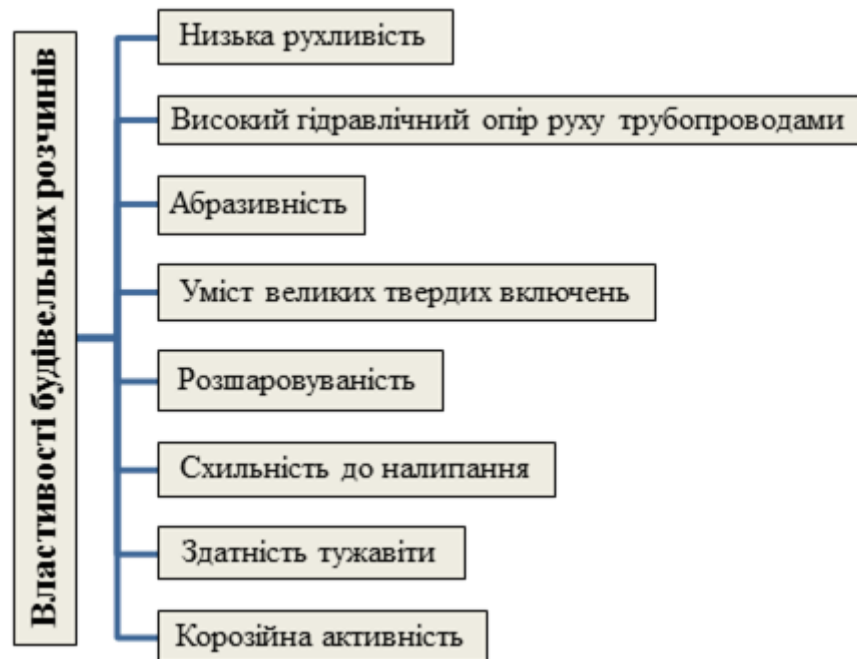 Властивості будівельних розчинів
Низька рухливість
Високий гідравлічний опір руху трубопроводами
Абразивність
Уміст великих твердих включень
Розшаровуваність
Схильність до налипання
Здатність тужавіти
Корозійна активність